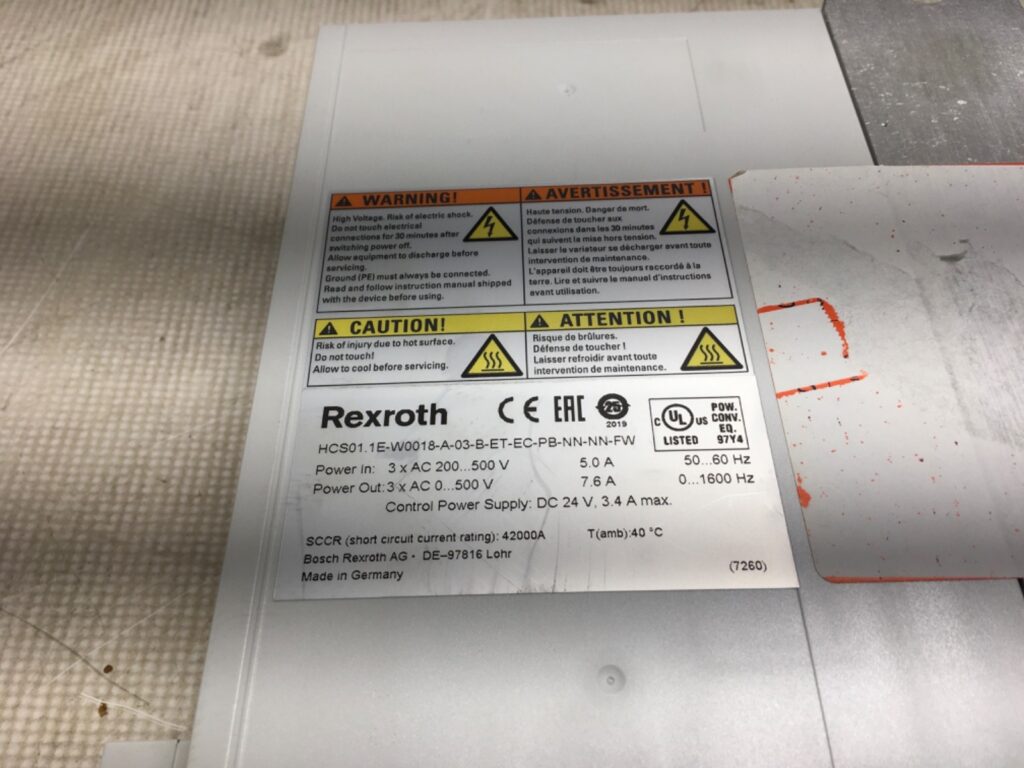 WARNING!
High Voltage. Risk of electric shock.
Do not touch electrical
connections for 30 minutes after
switching power off.
Allow equipment to discharge before
servicing.
Ground (PE) must always be connected.
Read and follow instruction manual shipped
with the device before using.
AVERTISSEMENT !
Haute tension. Danger de mort.
Défense de toucher aux
connexions dans les 30 minutes
qui suivent la mise hors tension.
Laisser le variateur se décharger avant toute
intervention de maintenance.
L'appareil doit être toujours raccordé à la
terre. Lire et suivre le manuel d'instructions
avant utilisation.
CAUTION!
Risk of injury due to hot surface.
Do not touch!
Allow to cool before servicing.
ATTENTION !
Risque de brûlures.
Défense de toucher !
Laisser refroidir avant toute
intervention de maintenance.
Rexroth CE EAC 25
2019
C UL US
LISTED
POW.
CONV.
EQ.
97Y4
HCS01.1E-W0018-A-03-B-ET-EC-PB-NN-NN-FW
Power In: 3 x AC 200...500 V 5.0 A 50...60 Hz
Power Out: 3 x AC 0...500 V 7.6 A 0...1600 Hz
Control Power Supply: DC 24 V, 3.4 A max.
SCCR (short circuit current rating): 42000A T(amb):40 °C
Bosch Rexroth AG • DE–97816 Lohr
Made in Germany (7260)